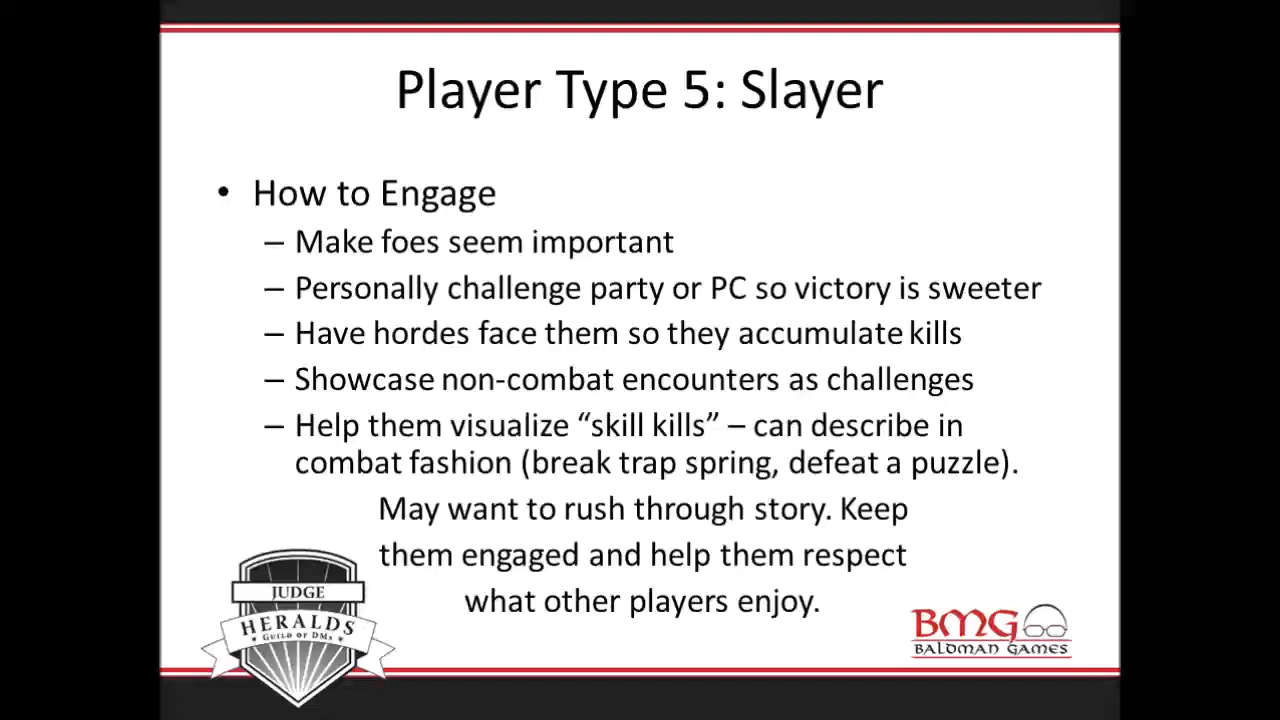 Player Type 5: Slayer
• How to Engage
– Make foes seem important
– Personally challenge party or PC so victory is sweeter
– Have hordes face them so they accumulate kills
– Showcase non-combat encounters as challenges
– Help them visualize “skill kills” – can describe in
combat fashion (break trap spring, defeat a puzzle).
May want to rush through story. Keep
them engaged and help them respect
what other players enjoy.
JUDGE
HERALDS
GUILD OF DMs
BMG
BALDMAN GAMES